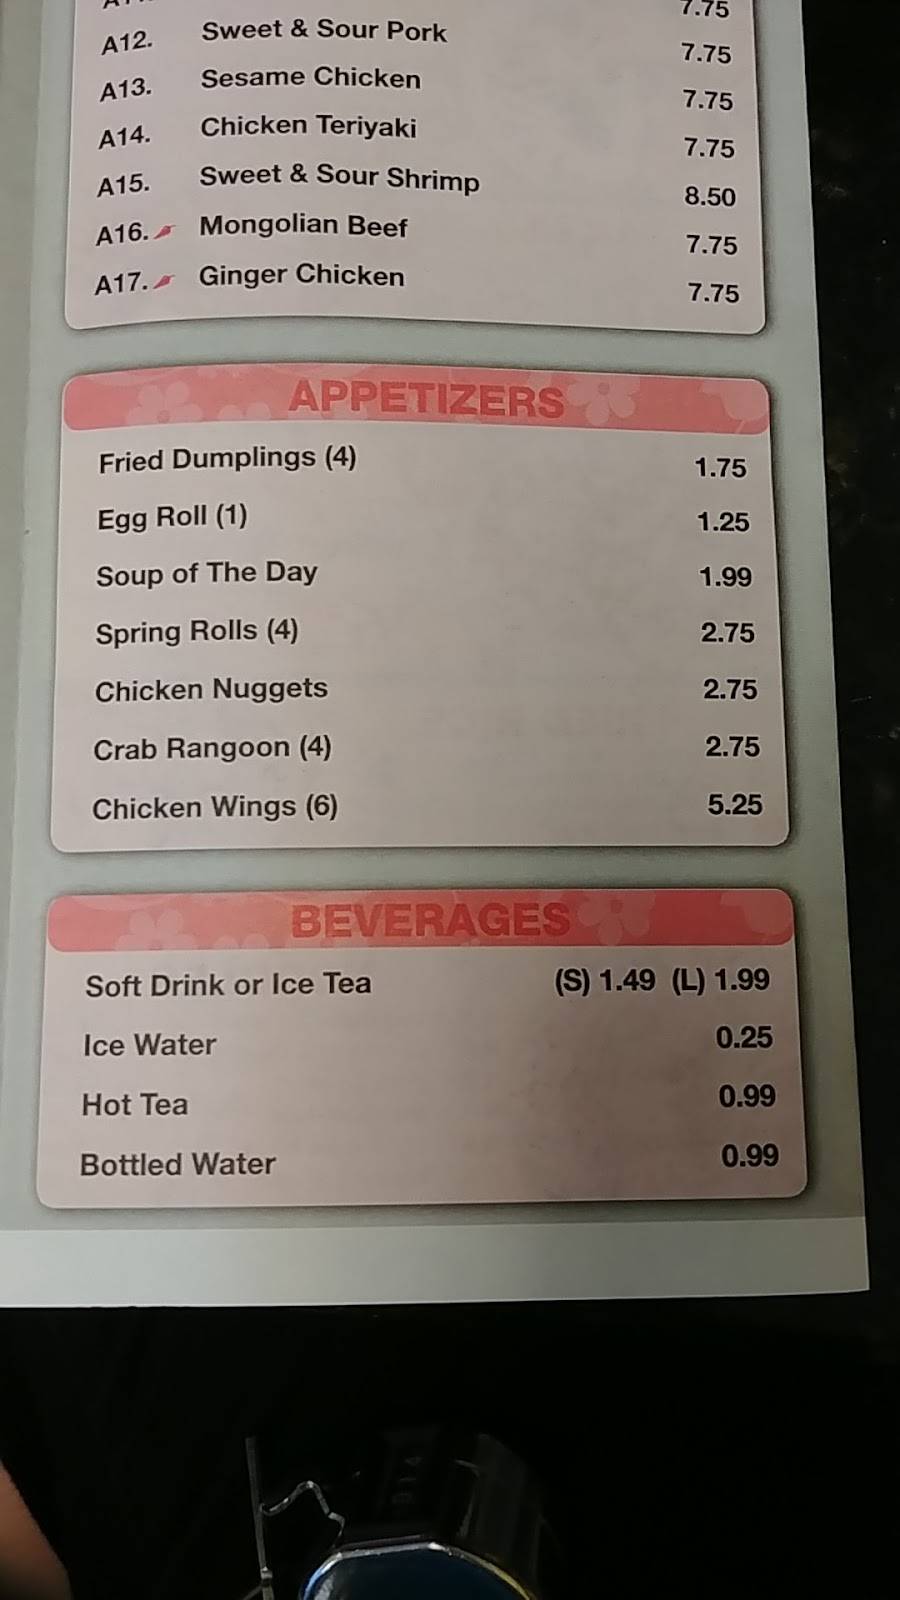 7.75
A12. Sweet & Sour Pork 7.75
A13. Sesame Chicken 7.75
A14. Chicken Teriyaki 7.75
A15. Sweet & Sour Shrimp 8.50
A16. Mongolian Beef 7.75
A17. Ginger Chicken 7.75
APPETIZERS
Fried Dumplings (4) 1.75
Egg Roll (1) 1.25
Soup of The Day 1.99
Spring Rolls (4) 2.75
Chicken Nuggets 2.75
Crab Rangoon (4) 2.75
Chicken Wings (6) 5.25
BEVERAGES
Soft Drink or Ice Tea (S) 1.49 (L) 1.99
Ice Water 0.25
Hot Tea 0.99
Bottled Water 0.99